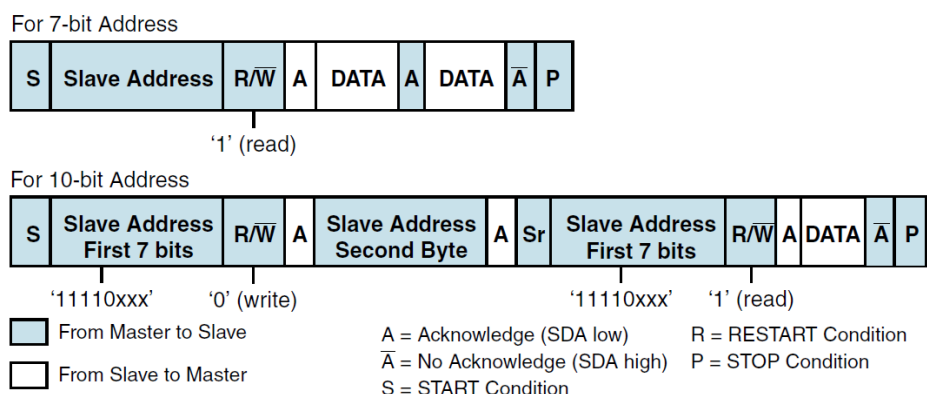 For 7-bit Address
S Slave Address R/W̅ A DATA A DATA A̅ P
‘1’ (read)
For 10-bit Address
S Slave Address First 7 bits R/W̅ A Slave Address Second Byte A Sr Slave Address First 7 bits R/W̅ A DATA A̅ P
‘11110xxx’ ‘0’ (write) ‘11110xxx’ ‘1’ (read)
From Master to Slave
From Slave to Master
A = Acknowledge (SDA low)
A̅ = No Acknowledge (SDA high)
S = START Condition
R = RESTART Condition
P = STOP Condition